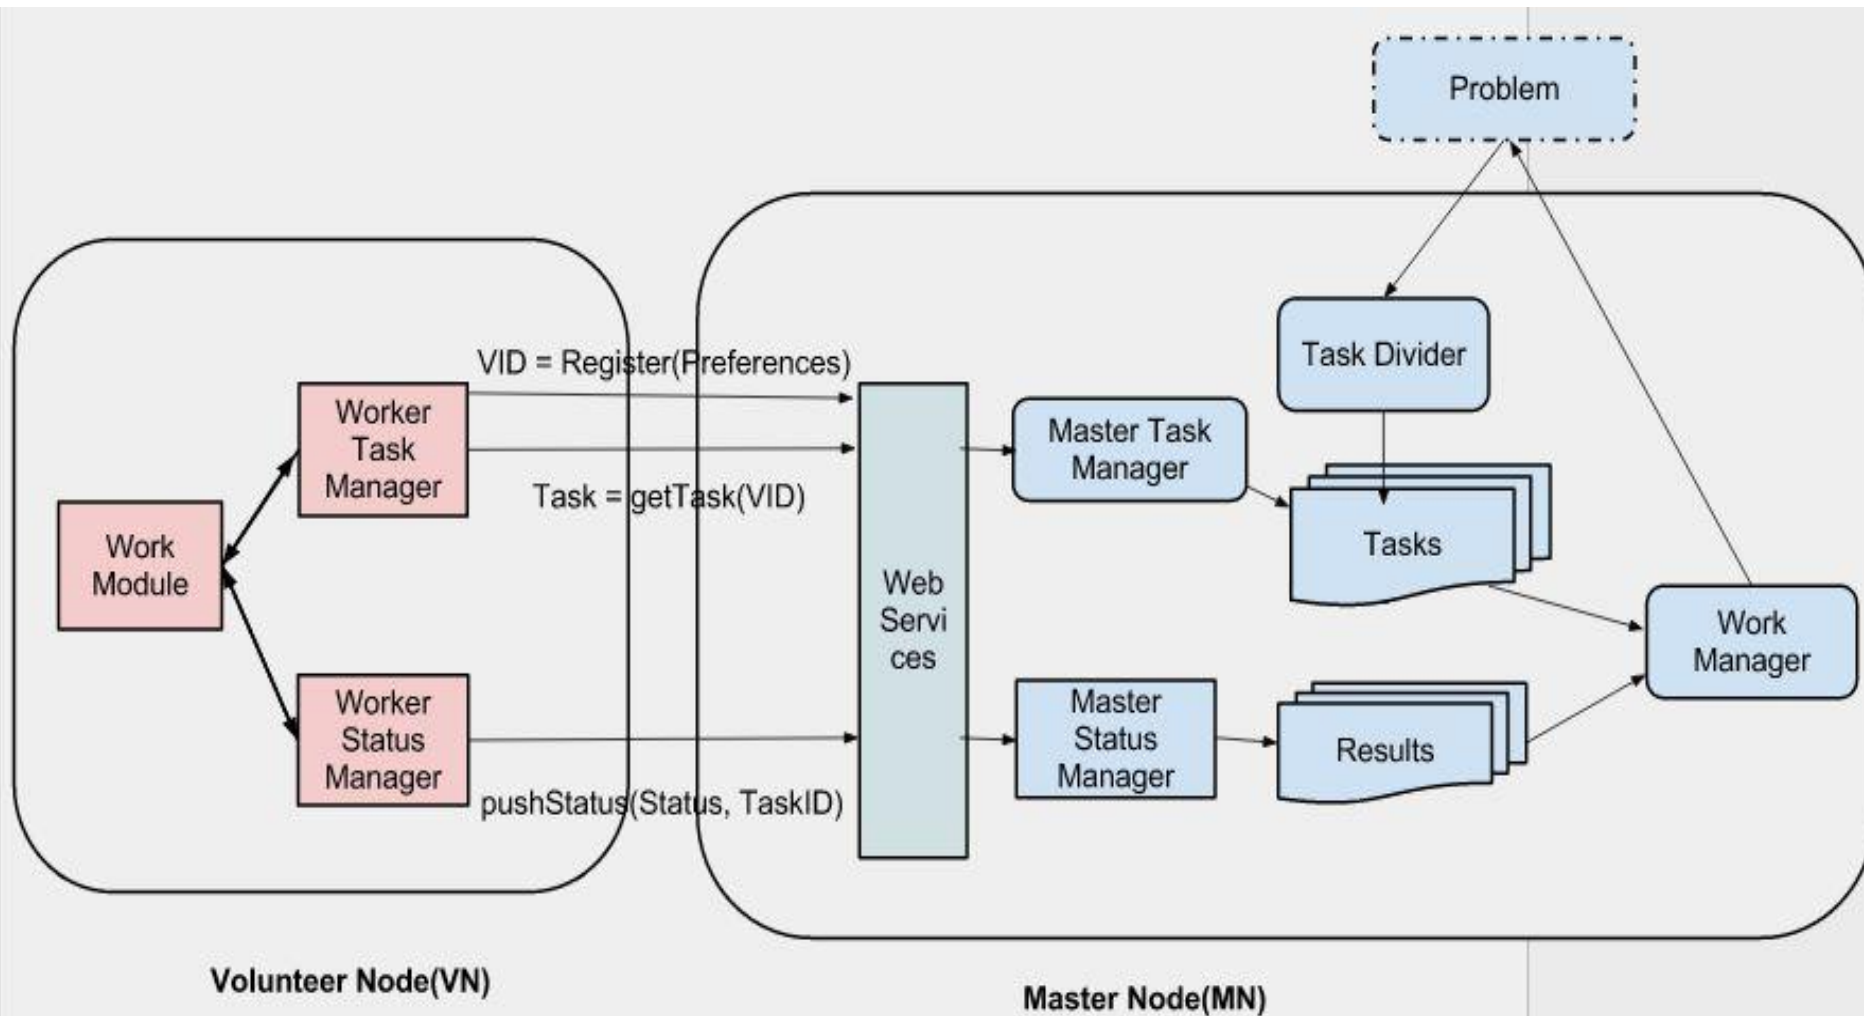 Problem
Task Divider
VID = Register(Preferences)
Worker
Task
Manager
Master Task
Manager
Task = getTask(VID)
Tasks
Work
Module
Web
Servi
ces
Work
Manager
Worker
Status
Manager
Master
Status
Manager
Results
pushStatus(Status, TaskID)
Volunteer Node(VN)
Master Node(MN)